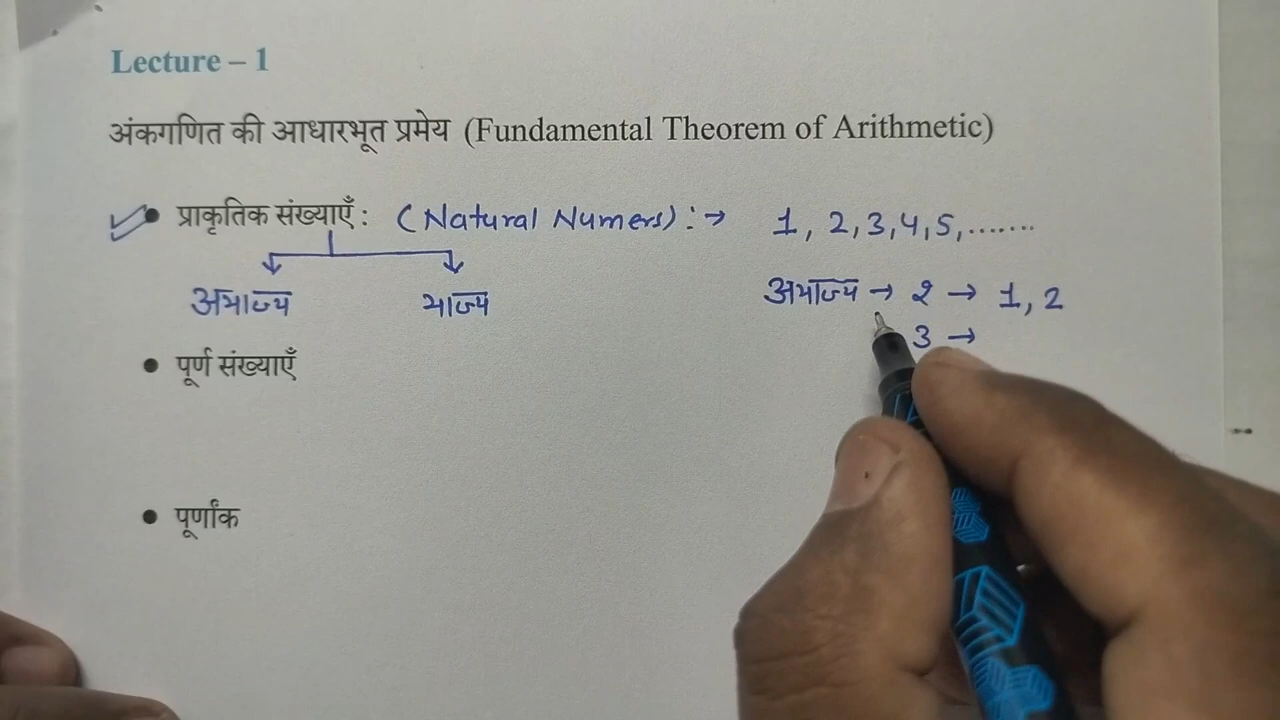 Lecture – 1
अंकगणित की आधारभूत प्रमेय (Fundamental Theorem of Arithmetic)
• प्राकृतिक संख्याएँ : (Natural Numers) :→ 1, 2, 3, 4, 5, .......
अभाज्य भाज्य
अभाज्य → 2 → 1, 2
3 →
• पूर्ण संख्याएँ
• पूर्णांक